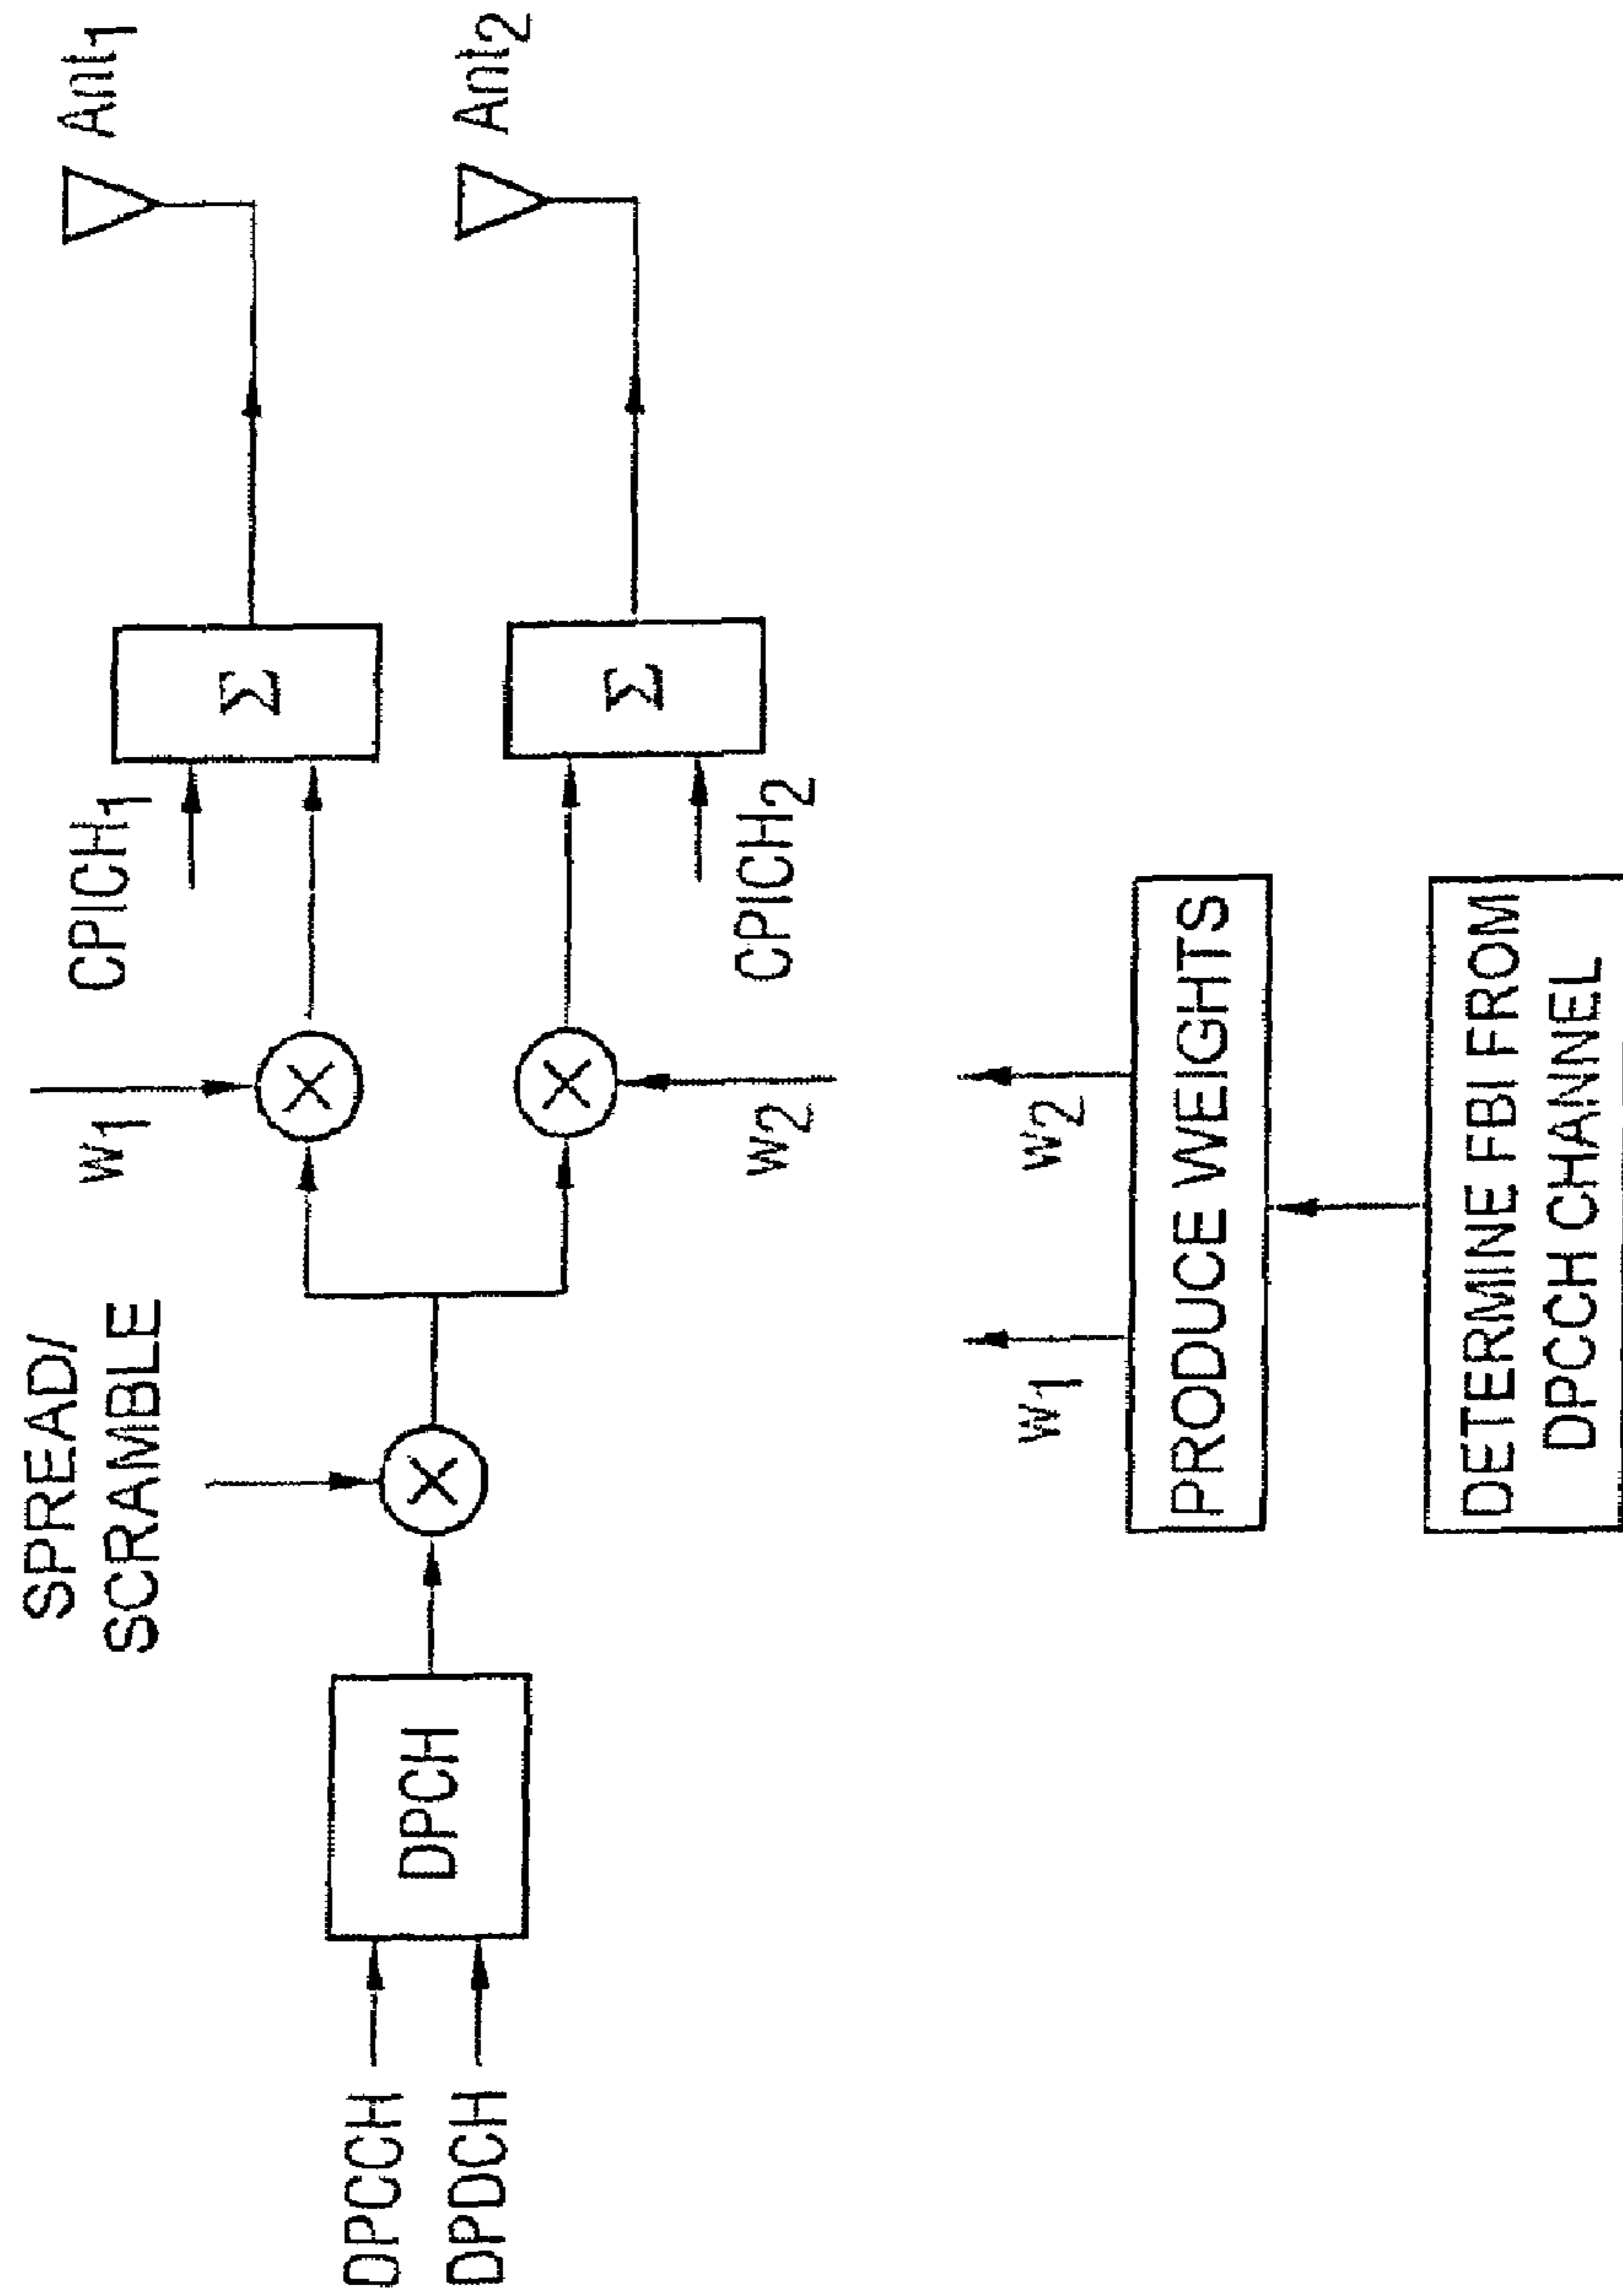 SPREAD/
SCRAMBLE
DPCCH
DPDCH
DPCH
w1
w2
CPICH1
CPICH2
Σ
Σ
Ant1
Ant2
w1
w2
PRODUCE WEIGHTS
DETERMINE FBI FROM
DPCCH CHANNEL